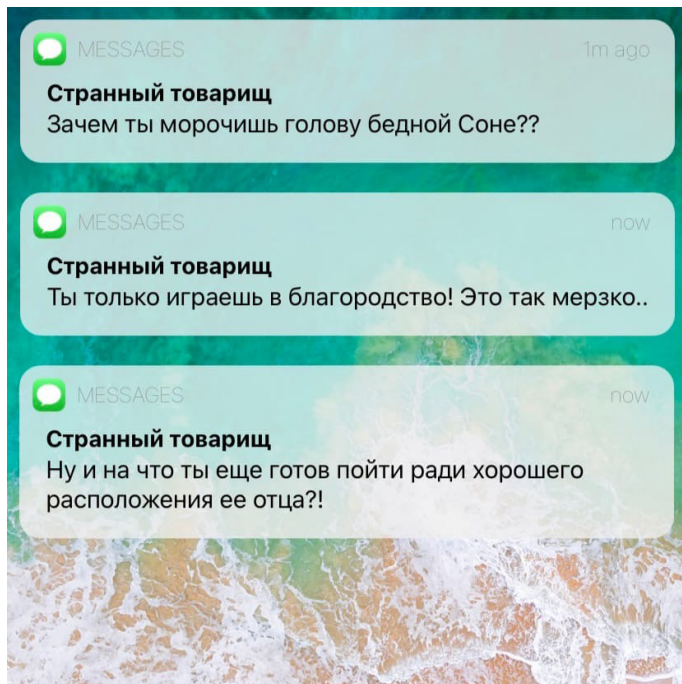 MESSAGES 1m ago
Странный товарищ
Зачем ты морочишь голову бедной Соне??
MESSAGES now
Странный товарищ
Ты только играешь в благородство! Это так мерзко..
MESSAGES now
Странный товарищ
Ну и на что ты еще готов пойти ради хорошего
расположения ее отца?!